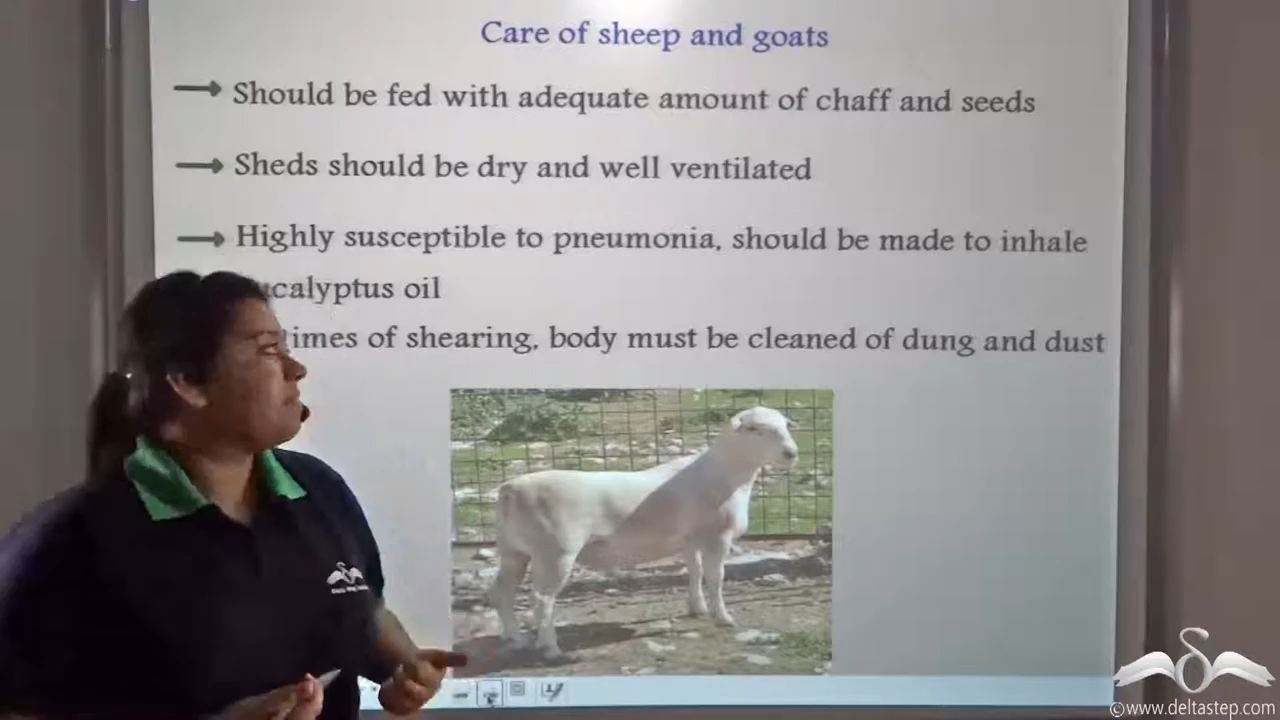 Care of sheep and goats
Should be fed with adequate amount of chaff and seeds
Sheds should be dry and well ventilated
Highly susceptible to pneumonia, should be made to inhale
calyptus oil
imes of shearing, body must be cleaned of dung and dust
©www.deltastep.com